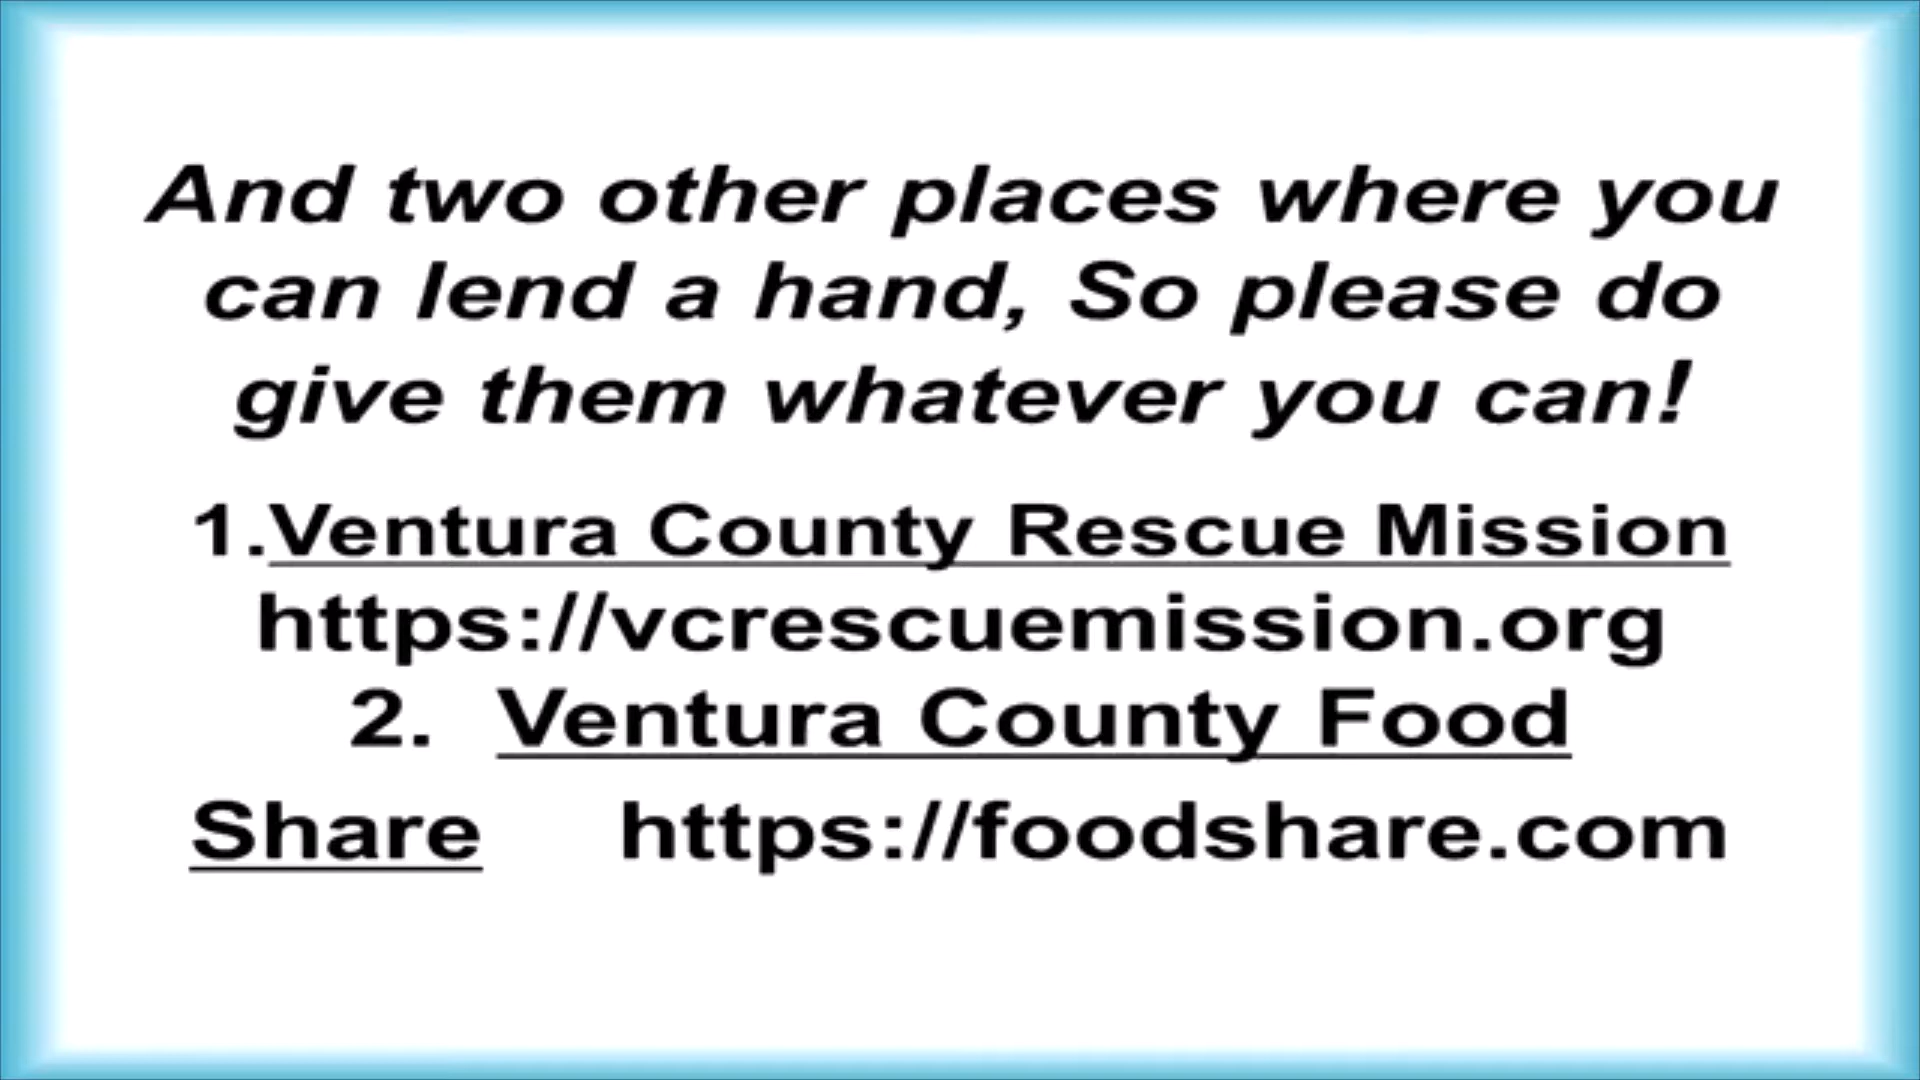 And two other places where you
can lend a hand, So please do
give them whatever you can!
1.Ventura County Rescue Mission
https://vcrescuemission.org
2. Ventura County Food
Share https://foodshare.com